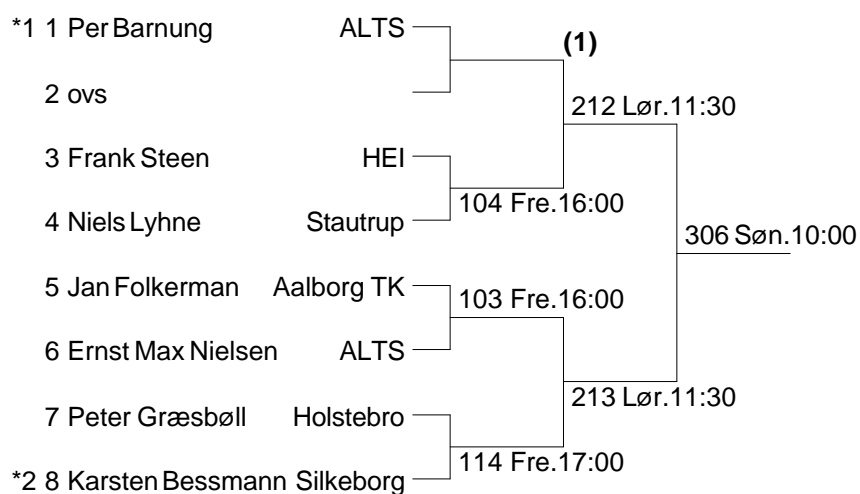 *1 1 Per Barnung ALTS
(1)
2 ovs
212 Lør.11:30
3 Frank Steen HEI
104 Fre.16:00
4 Niels Lyhne Stautrup
306 Søn.10:00
5 Jan Folkerman Aalborg TK
103 Fre.16:00
6 Ernst Max Nielsen ALTS
213 Lør.11:30
7 Peter Græsbøll Holstebro
114 Fre.17:00
*2 8 Karsten Bessmann Silkeborg